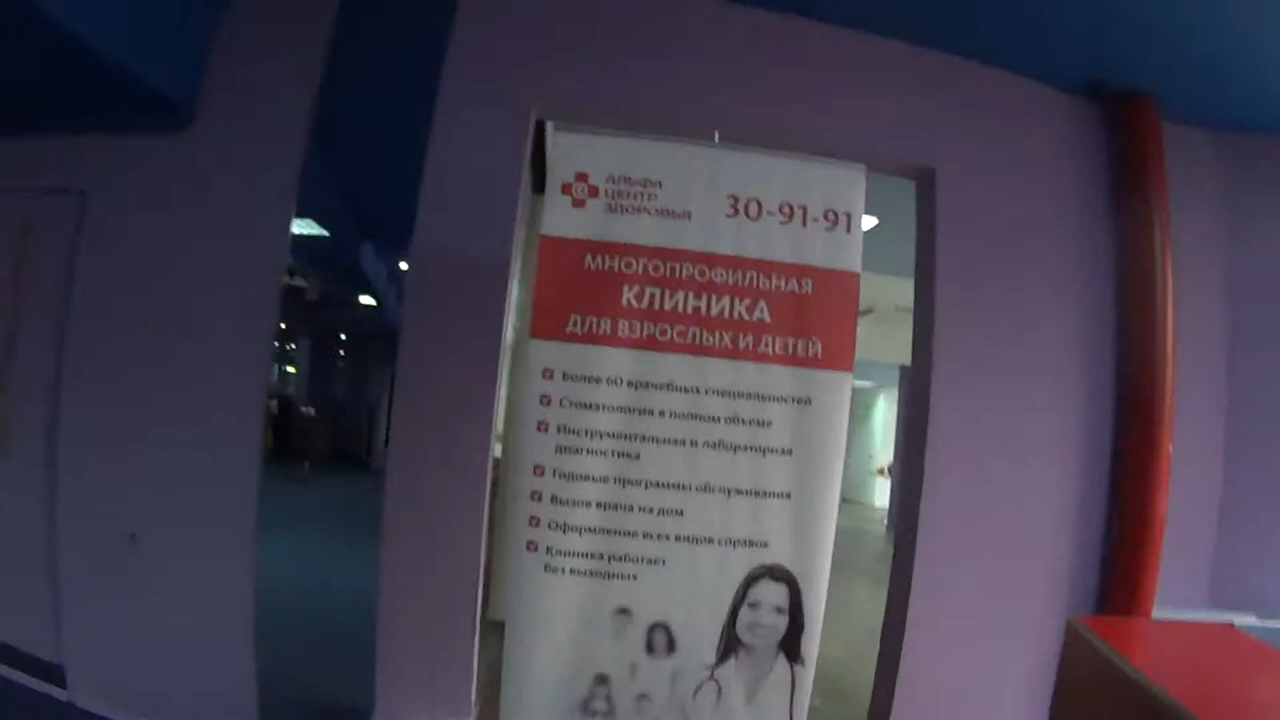 АЛЬФА
ЦЕНТР
ЗДОРОВЬЯ
30-91-91
МНОГОПРОФИЛЬНАЯ
КЛИНИКА
ДЛЯ ВЗРОСЛЫХ И ДЕТЕЙ
Более 60 врачебных специальностей
Стоматология в полном объеме
Инструментальная и лабораторная
диагностика
Годовые программы обслуживания
Вызов врача на дом
Оформление всех видов справок
Клиника работает
без выходных